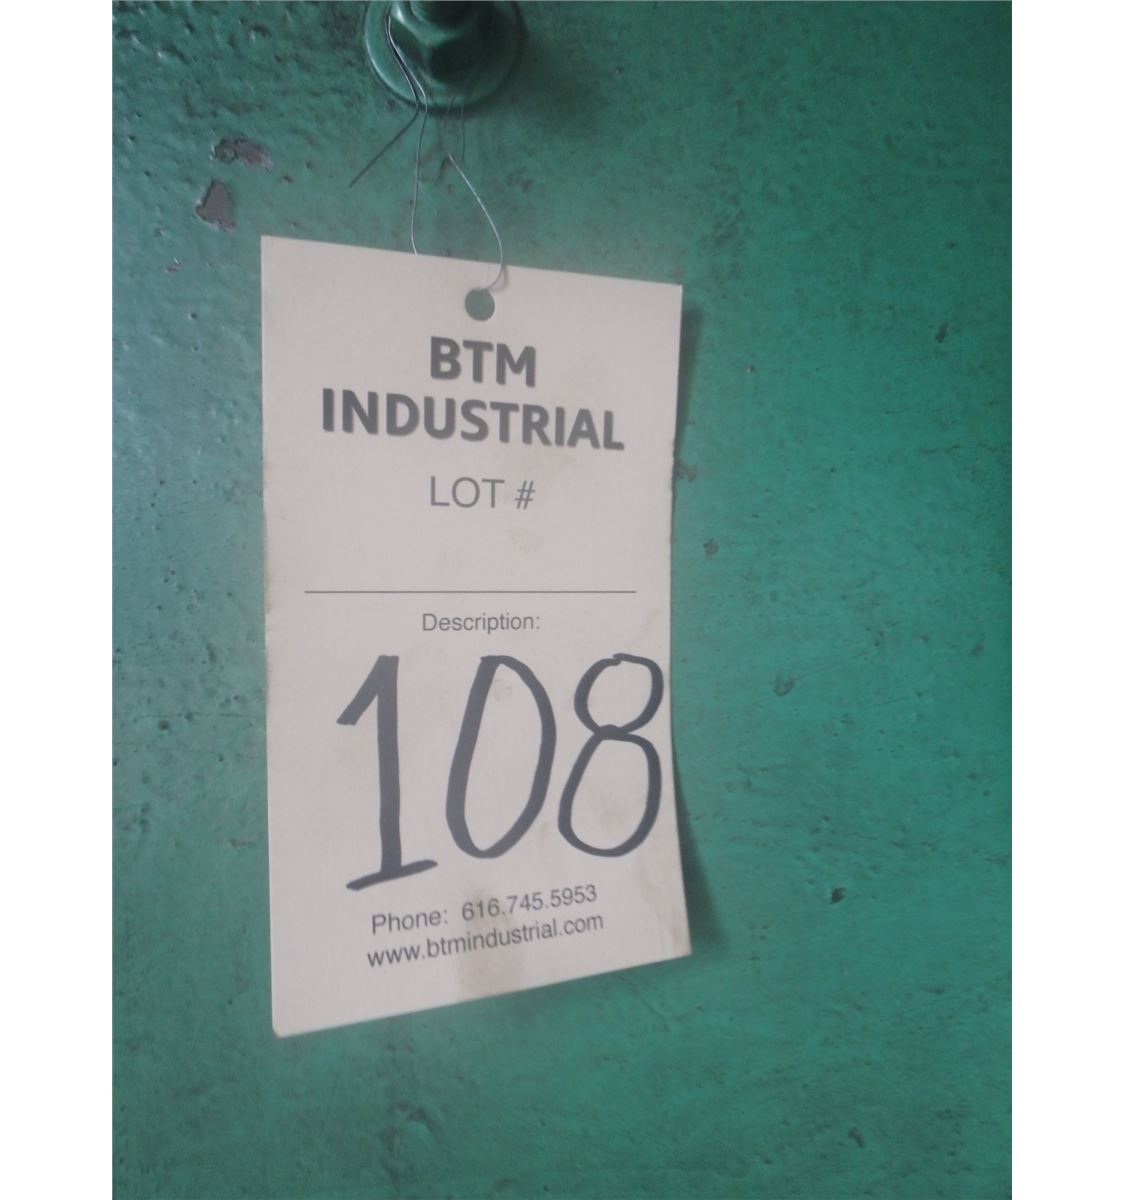 BTM
INDUSTRIAL
LOT #
Description:
108
Phone: 616.745.5953
www.btmindustrial.com